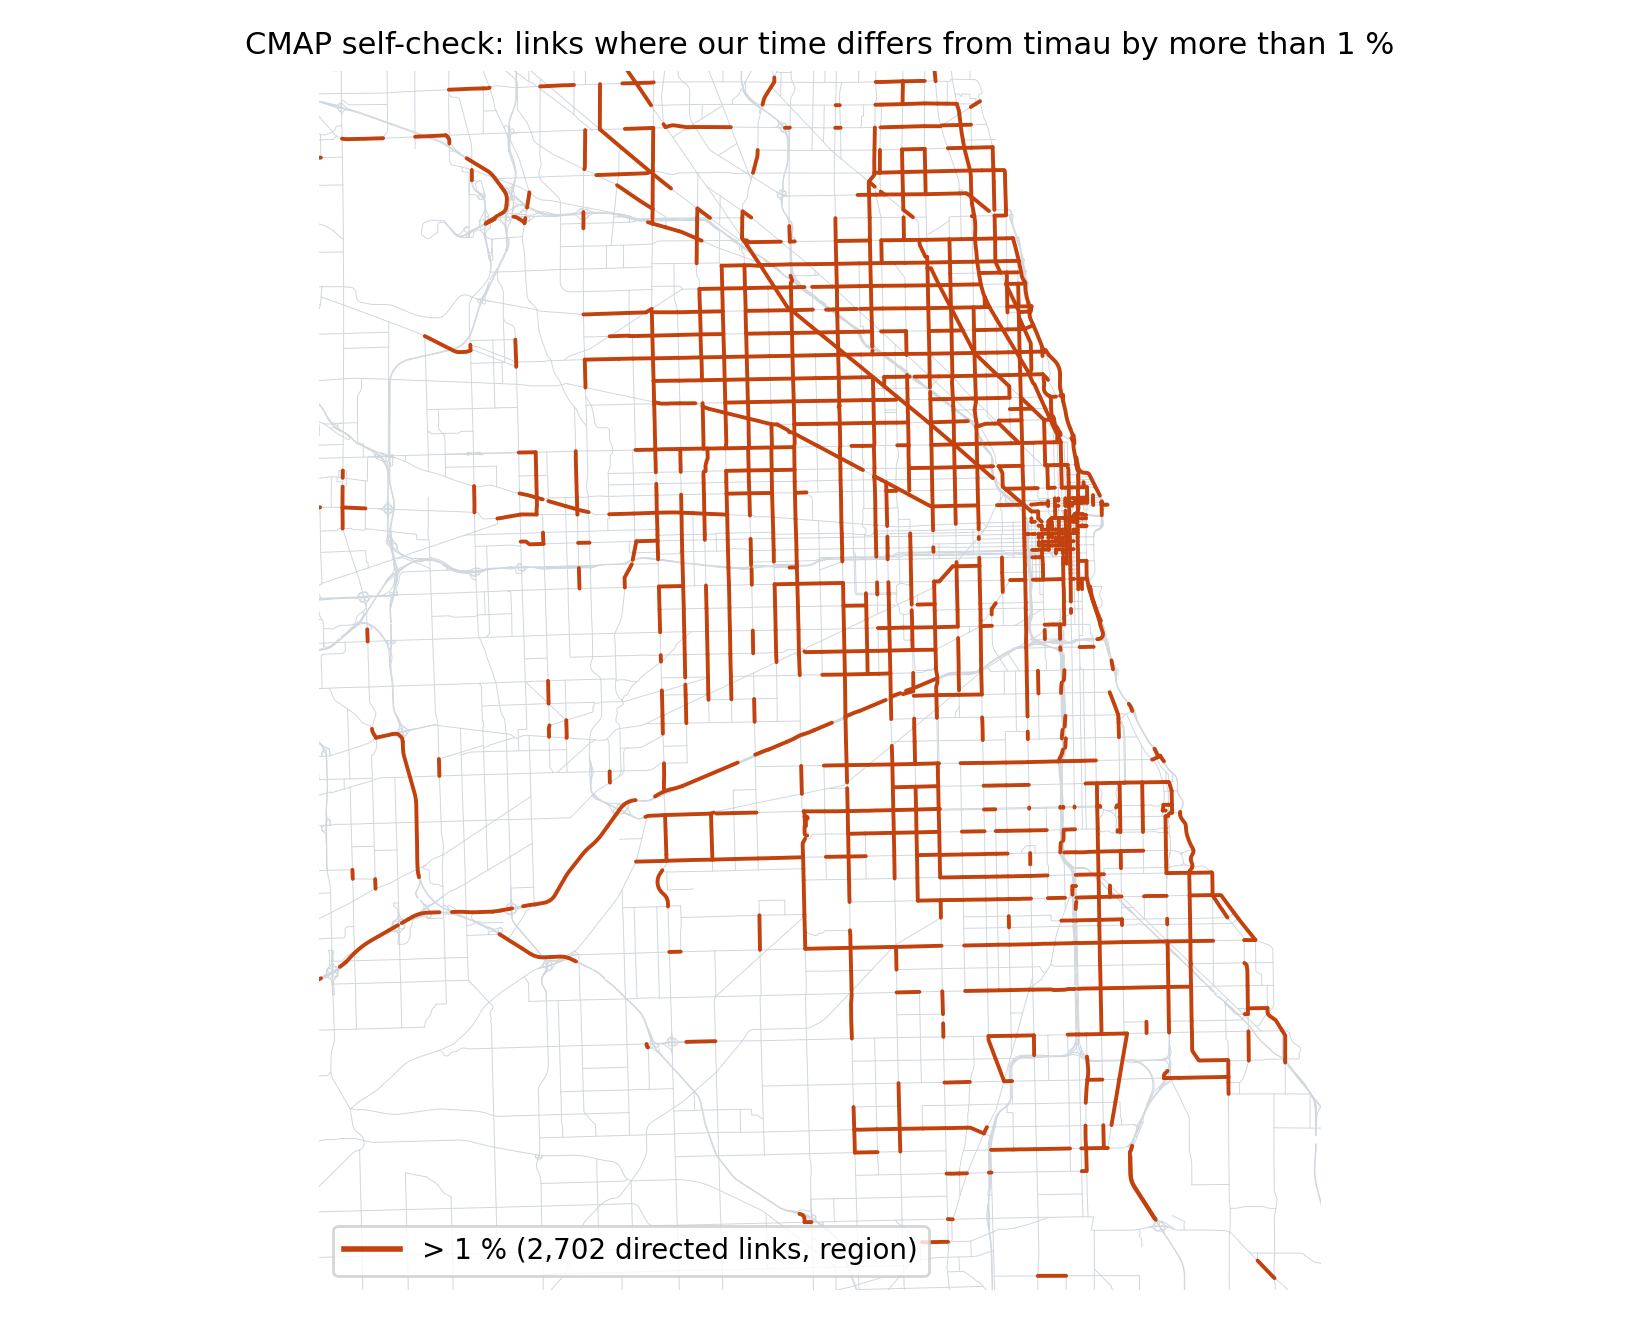 CMAP self-check: links where our time differs from timau by more than 1 %
> 1 % (2,702 directed links, region)